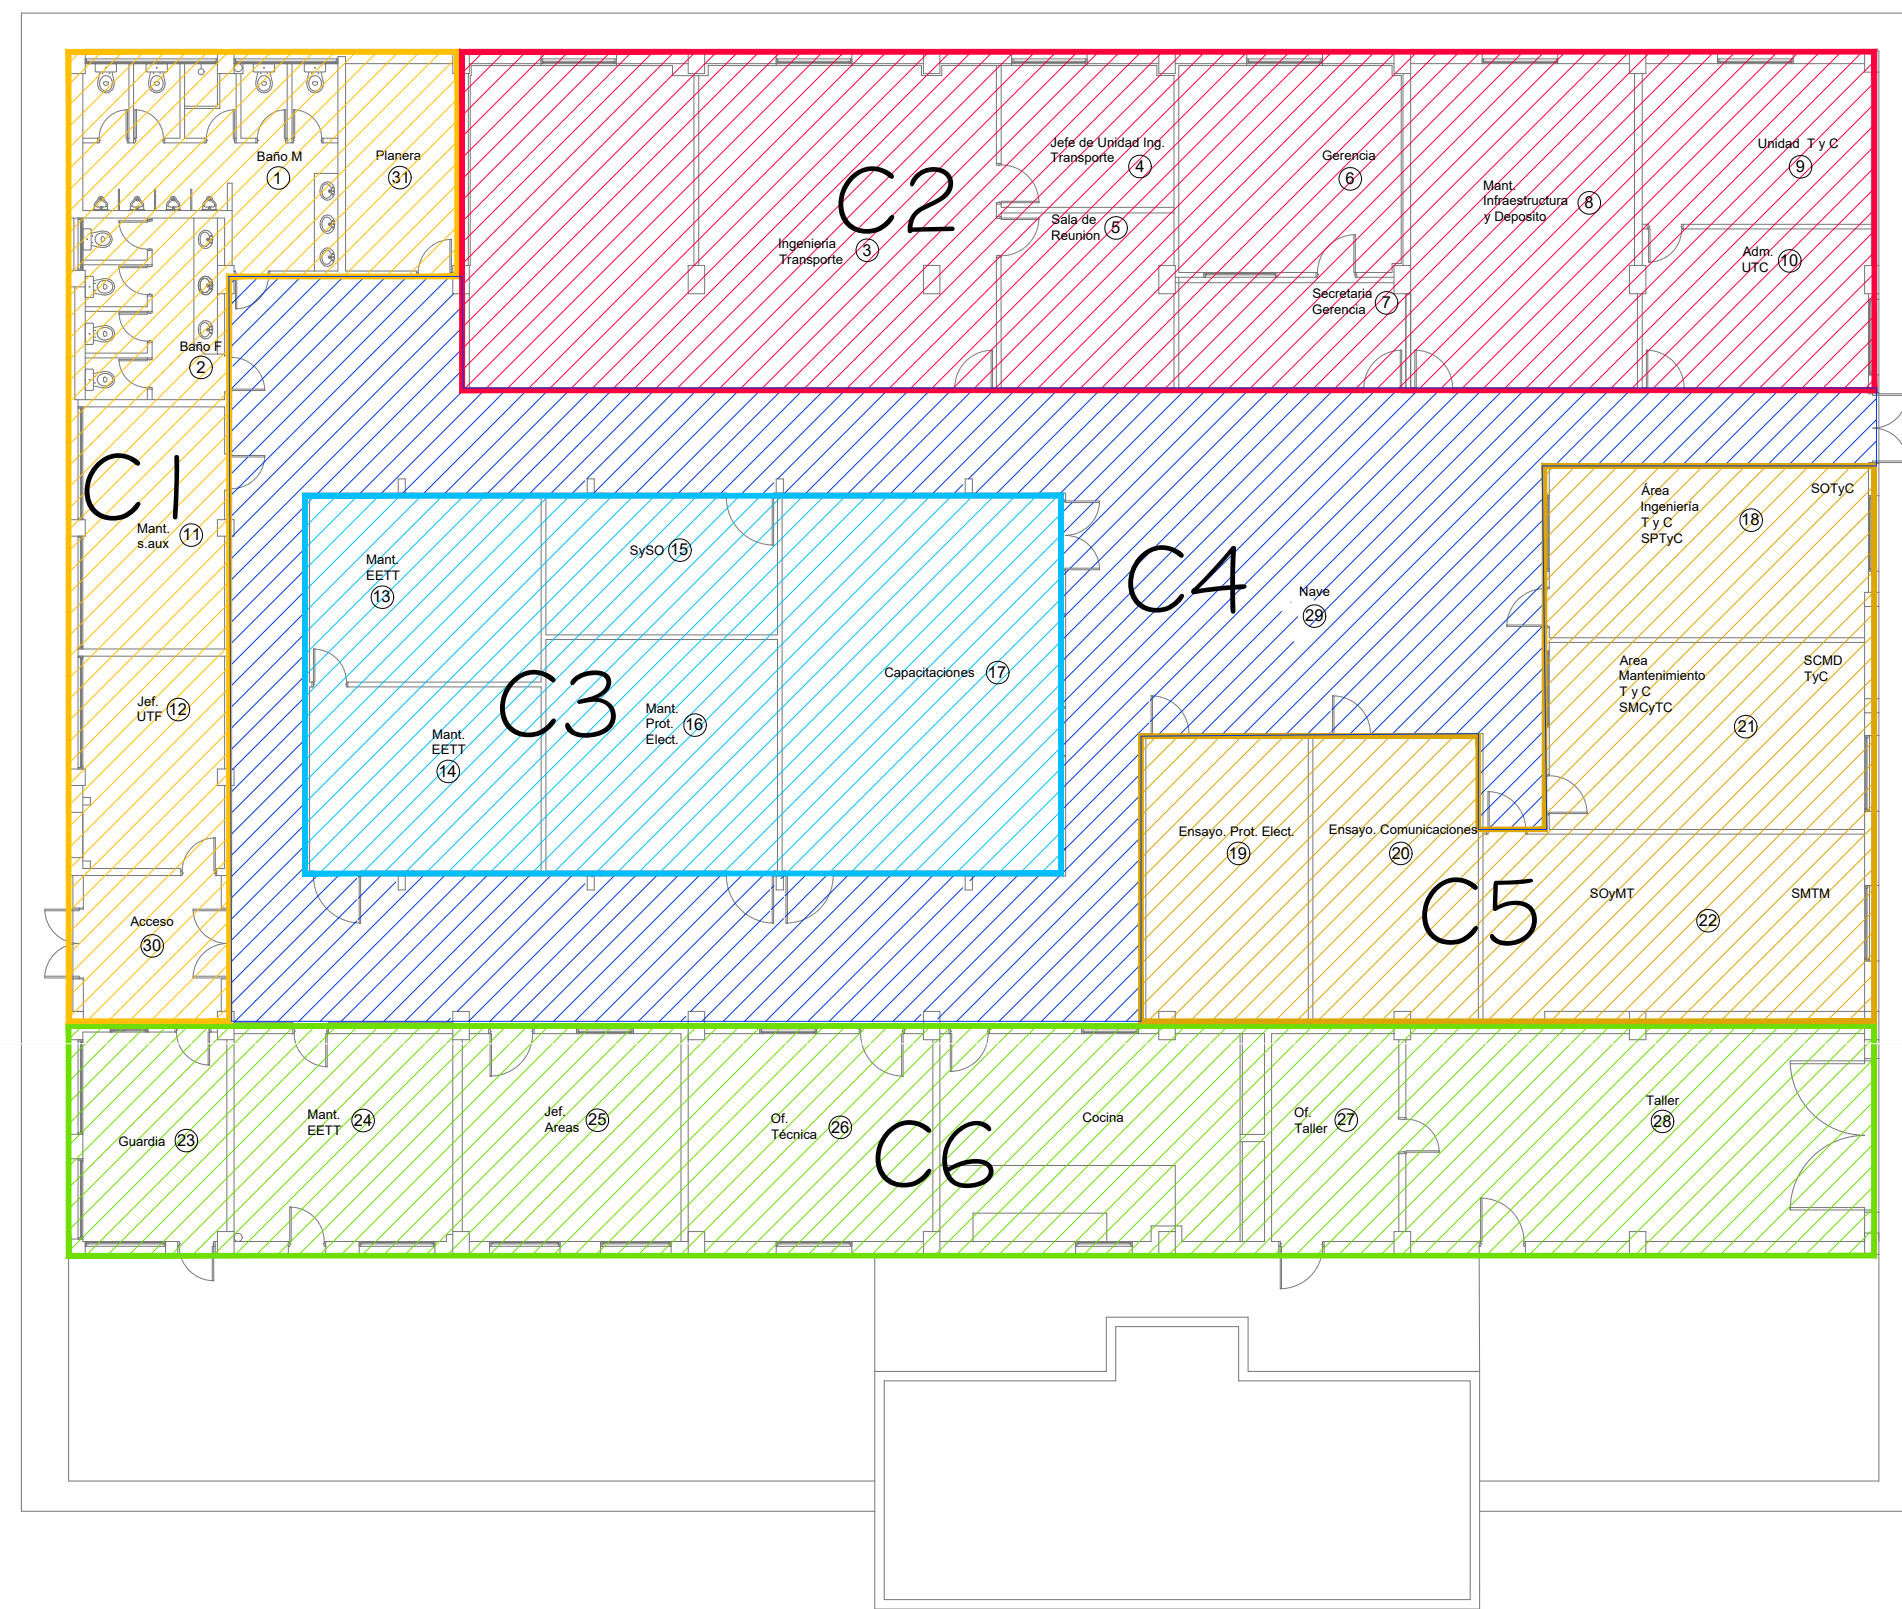 Baño M
1
Planera
31
C2
Jefe de Unidad Ing.
Transporte
4
Sala de
Reunion
5
Ingenieria
Transporte
3
Gerencia
6
Secretaria
Gerencia
7
Mant.
Infraestructura
y Deposito
8
Unidad T y C
9
Adm.
UTC
10
Baño F
2
C1
Mant.
s.aux
11
Jef.
UTF
12
Acceso
30
Mant.
EETT
13
SySO
15
C3
Mant.
EETT
14
Mant.
Prot.
Elect.
16
Capacitaciones
17
C4
Nave
29
Área
Ingenieria
T y C
SPTyC
SOTyC
18
Area
Mantenimiento
T y C
SMCyTC
SCMD
TyC
21
Ensayo. Prot. Elect.
19
Ensayo. Comunicaciones
20
C5
SOyMT
SMTM
22
Guardia
23
Mant.
EETT
24
Jef.
Areas
25
Of.
Técnica
26
C6
Cocina
Of.
Taller
27
Taller
28